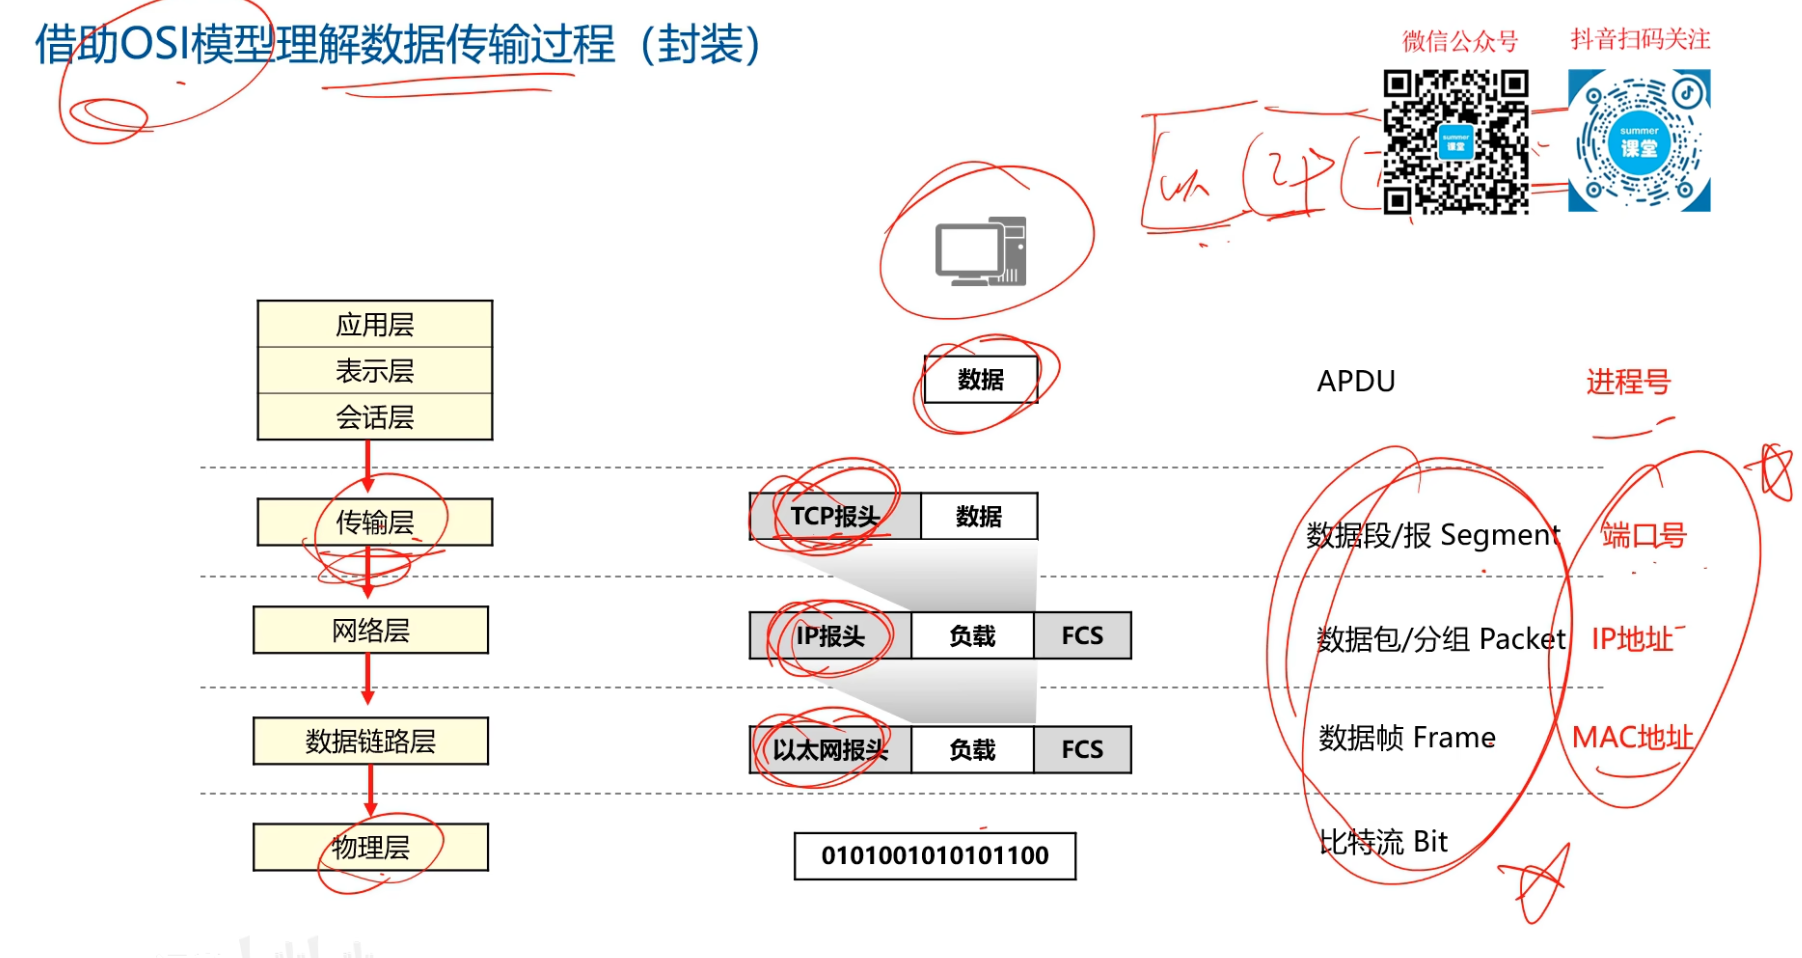 借助OSI模型理解数据传输过程（封装）
微信公众号
抖音扫码关注
summer
课堂
summer
课堂
应用层
表示层
会话层
数据
APDU
进程号
传输层
TCP报头
数据
数据段/报 Segment
端口号
网络层
IP报头
负载
FCS
数据包/分组 Packet
IP地址
数据链路层
以太网报头
负载
FCS
数据帧 Frame
MAC地址
物理层
0101001010101100
比特流 Bit